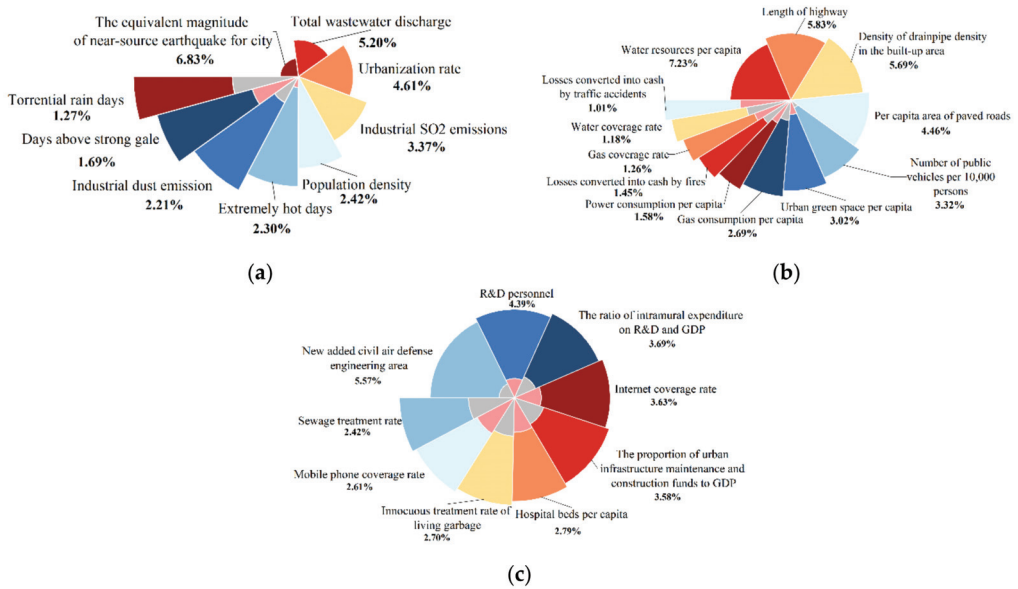 The equivalent magnitude
of near-source earthquake for city
6.83%
Total wastewater discharge
5.20%
Urbanization rate
4.61%
Industrial SO2 emissions
3.37%
Population density
2.42%
Extremely hot days
2.30%
Industrial dust emission
2.21%
Days above strong gale
1.69%
Torrential rain days
1.27%
(a)
Length of highway
5.83%
Density of drainpipe density
in the built-up area
5.69%
Per capita area of paved roads
4.46%
Number of public
vehicles per 10,000
persons
3.32%
Urban green space per capita
3.02%
Gas consumption per capita
2.69%
Power consumption per capita
1.58%
Losses converted into cash by fires
1.45%
Gas coverage rate
1.26%
Water coverage rate
1.18%
Losses converted into cash
by traffic accidents
1.01%
Water resources per capita
7.23%
(b)
R&D personnel
4.39%
The ratio of intramural expenditure
on R&D and GDP
3.69%
Internet coverage rate
3.63%
The proportion of urban
infrastructure maintenance and
construction funds to GDP
3.58%
Hospital beds per capita
2.79%
Innocuous treatment rate of
living garbage
2.70%
Mobile phone coverage rate
2.61%
Sewage treatment rate
2.42%
New added civil air defense
engineering area
5.57%
(c)